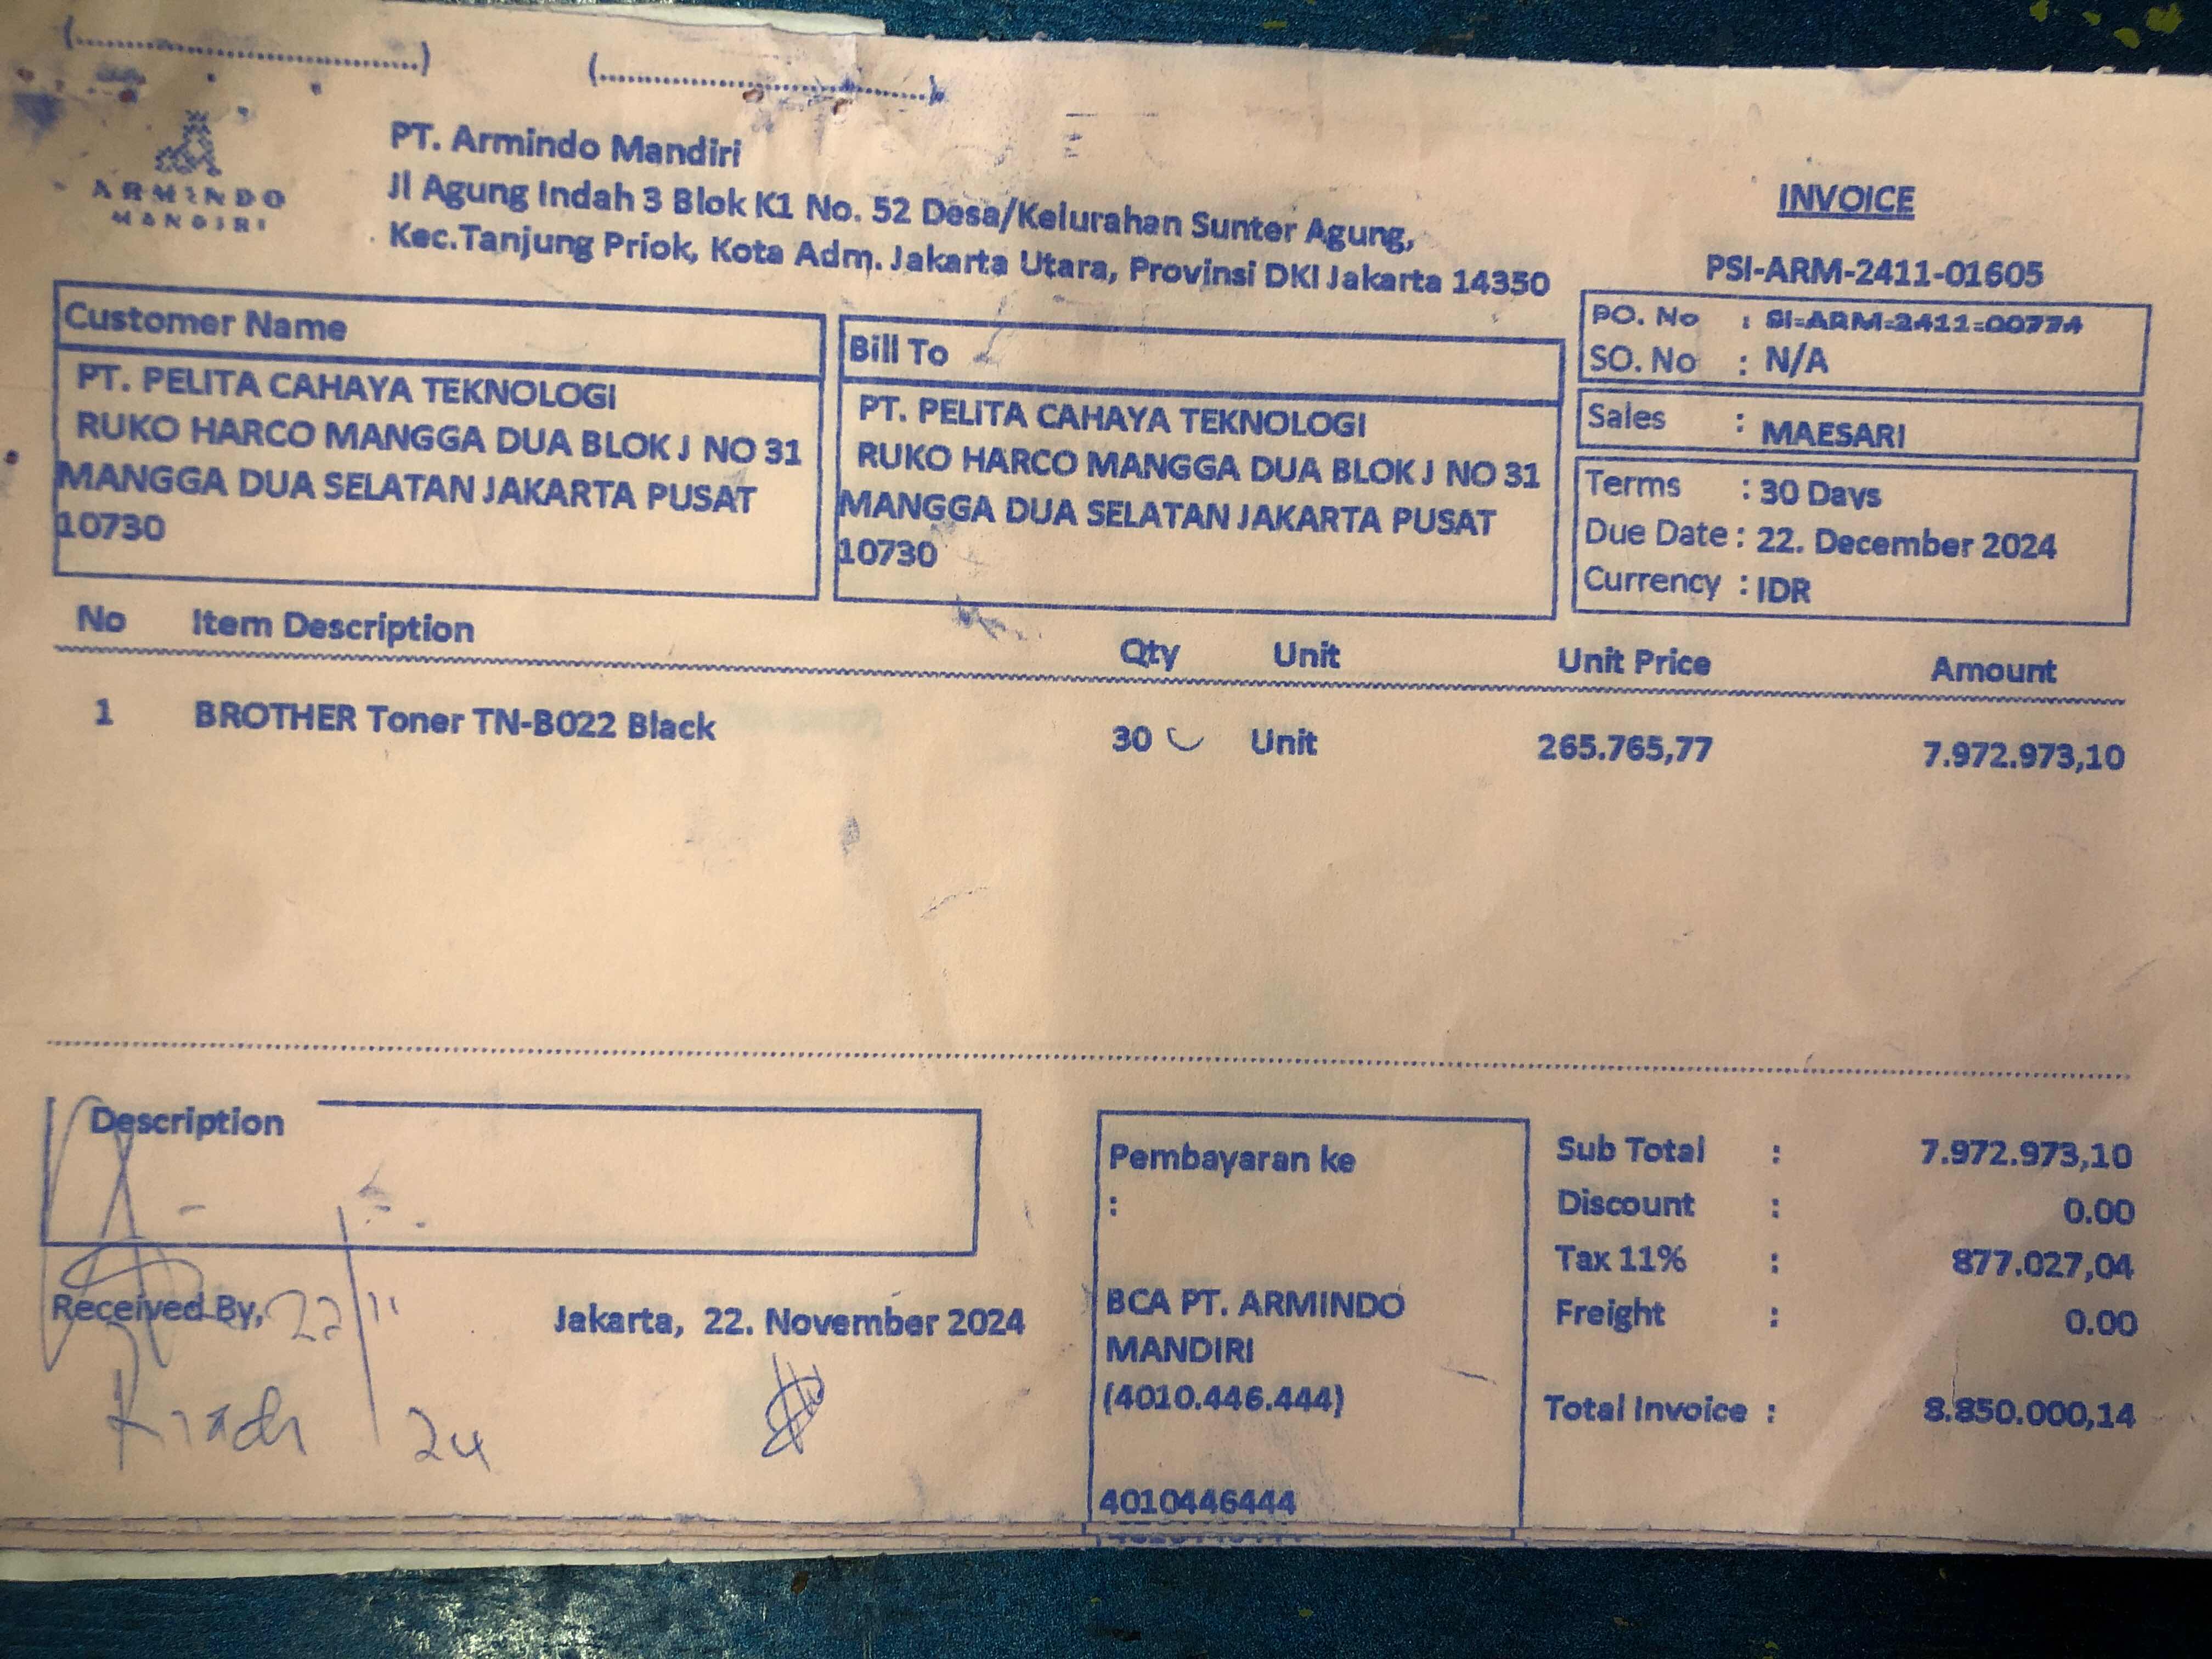 (..............................)
(..............................)
ARMINDO
MANDIRI
PT. Armindo Mandiri
Jl Agung Indah 3 Blok K1 No. 52 Desa/Kelurahan Sunter Agung,
Kec.Tanjung Priok, Kota Adm. Jakarta Utara, Provinsi DKI Jakarta 14350
INVOICE
PSI-ARM-2411-01605
PO. No : SI-ARM-2411-00774
SO. No : N/A
Sales : MAESARI
Terms : 30 Days
Due Date : 22. December 2024
Currency : IDR
Customer Name
PT. PELITA CAHAYA TEKNOLOGI
RUKO HARCO MANGGA DUA BLOK J NO 31
MANGGA DUA SELATAN JAKARTA PUSAT
10730
Bill To
PT. PELITA CAHAYA TEKNOLOGI
RUKO HARCO MANGGA DUA BLOK J NO 31
MANGGA DUA SELATAN JAKARTA PUSAT
10730
No Item Description Qty Unit Unit Price Amount
1 BROTHER Toner TN-B022 Black 30 Unit 265.765,77 7.972.973,10
Description
Received By, 22/11
24
Jakarta, 22. November 2024
Pembayaran ke
:
BCA PT. ARMINDO
MANDIRI
(4010.446.444)
4010446444
Sub Total : 7.972.973,10
Discount : 0.00
Tax 11% : 877.027,04
Freight : 0.00
Total Invoice : 8.850.000,14